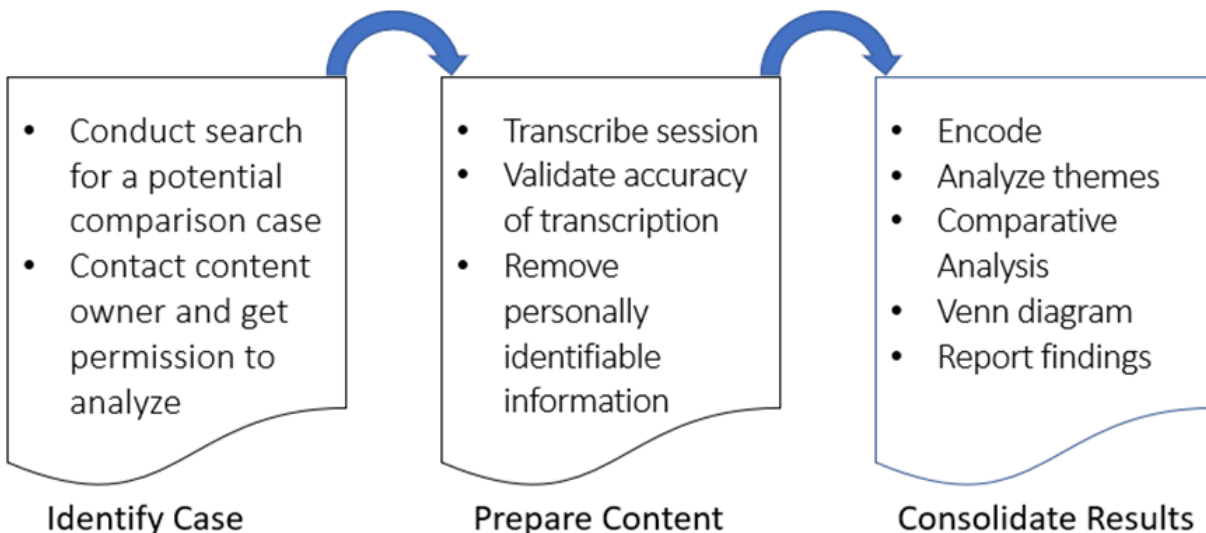 • Conduct search
for a potential
comparison case
• Contact content
owner and get
permission to
analyze
Identify Case
• Transcribe session
• Validate accuracy
of transcription
• Remove
personally
identifiable
information
Prepare Content
• Encode
• Analyze themes
• Comparative
Analysis
• Venn diagram
• Report findings
Consolidate Results